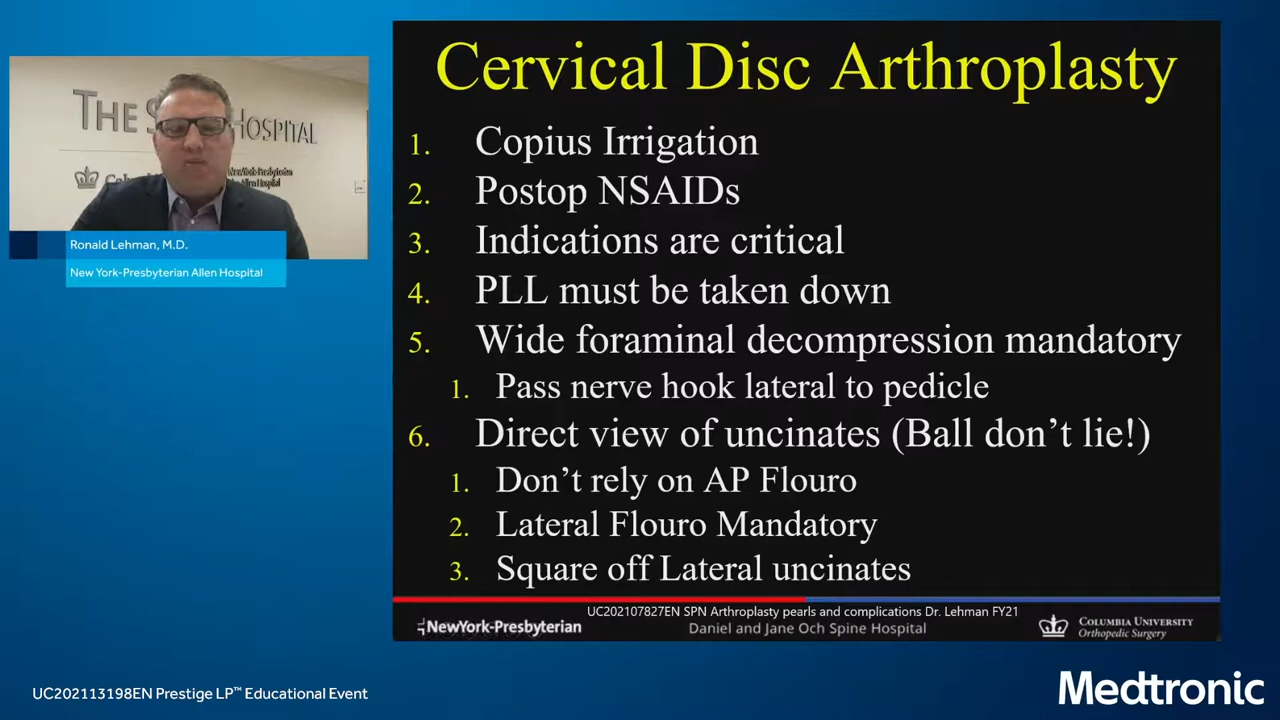 Cervical Disc Arthroplasty
1. Copius Irrigation
2. Postop NSAIDs
3. Indications are critical
4. PLL must be taken down
5. Wide foraminal decompression mandatory
1. Pass nerve hook lateral to pedicle
6. Direct view of uncinates (Ball don't lie!)
1. Don't rely on AP Flouro
2. Lateral Flouro Mandatory
3. Square off Lateral uncinates
UC202107827EN SPN Arthroplasty pearls and complications Dr. Lehman FY21
NewYork-Presbyterian
Daniel and Jane Och Spine Hospital
COLUMBIA UNIVERSITY
Orthopedic Surgery
THE S
HOSPITAL
NewYork-Presbyterian
Allen Hospital
Ronald Lehman, M.D.
New York-Presbyterian Allen Hospital
UC202113198EN Prestige LP™ Educational Event
Medtronic